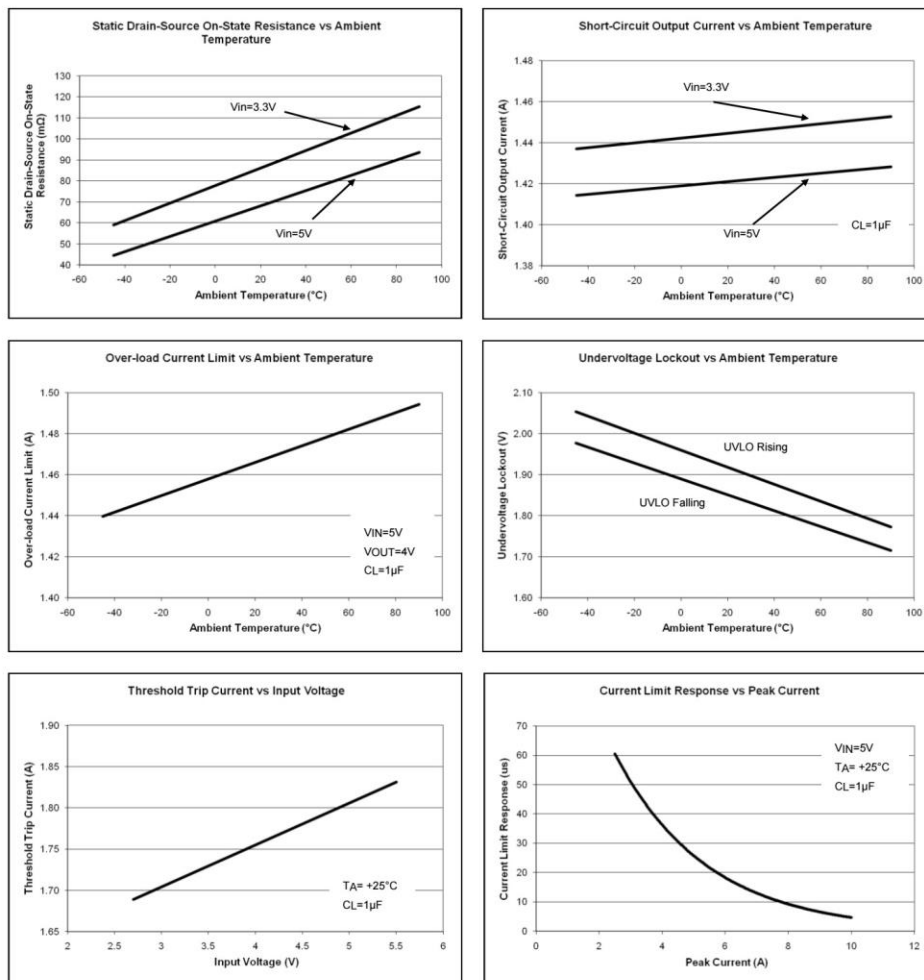 Static Drain-Source On-State Resistance vs Ambient
Temperature
Static Drain-Source On-State
Resistance (mΩ)
130
120
110
100
90
80
70
60
50
40
Vin=3.3V
Vin=5V
-60 -40 -20 0 20 40 60 80 100
Ambient Temperature (°C)
Short-Circuit Output Current vs Ambient Temperature
Short-Circuit Output Current (A)
1.48
1.46
1.44
1.42
1.40
1.38
Vin=3.3V
Vin=5V
CL=1µF
-60 -40 -20 0 20 40 60 80 100
Ambient Temperature (°C)
Over-load Current Limit vs Ambient Temperature
Over-load Current Limit (A)
1.50
1.48
1.46
1.44
1.42
1.40
VIN=5V
VOUT=4V
CL=1µF
-60 -40 -20 0 20 40 60 80 100
Ambient Temperature (°C)
Undervoltage Lockout vs Ambient Temperature
Undervoltage Lockout (V)
2.10
2.00
1.90
1.80
1.70
1.60
UVLO Rising
UVLO Falling
-60 -40 -20 0 20 40 60 80 100
Ambient Temperature (°C)
Threshold Trip Current vs Input Voltage
Threshold Trip Current (A)
1.90
1.85
1.80
1.75
1.70
1.65
TA= +25°C
CL=1µF
2 2.5 3 3.5 4 4.5 5 5.5 6
Input Voltage (V)
Current Limit Response vs Peak Current
Current Limit Response (us)
70
60
50
40
30
20
10
0
VIN=5V
TA= +25°C
CL=1µF
0 2 4 6 8 10 12
Peak Current (A)